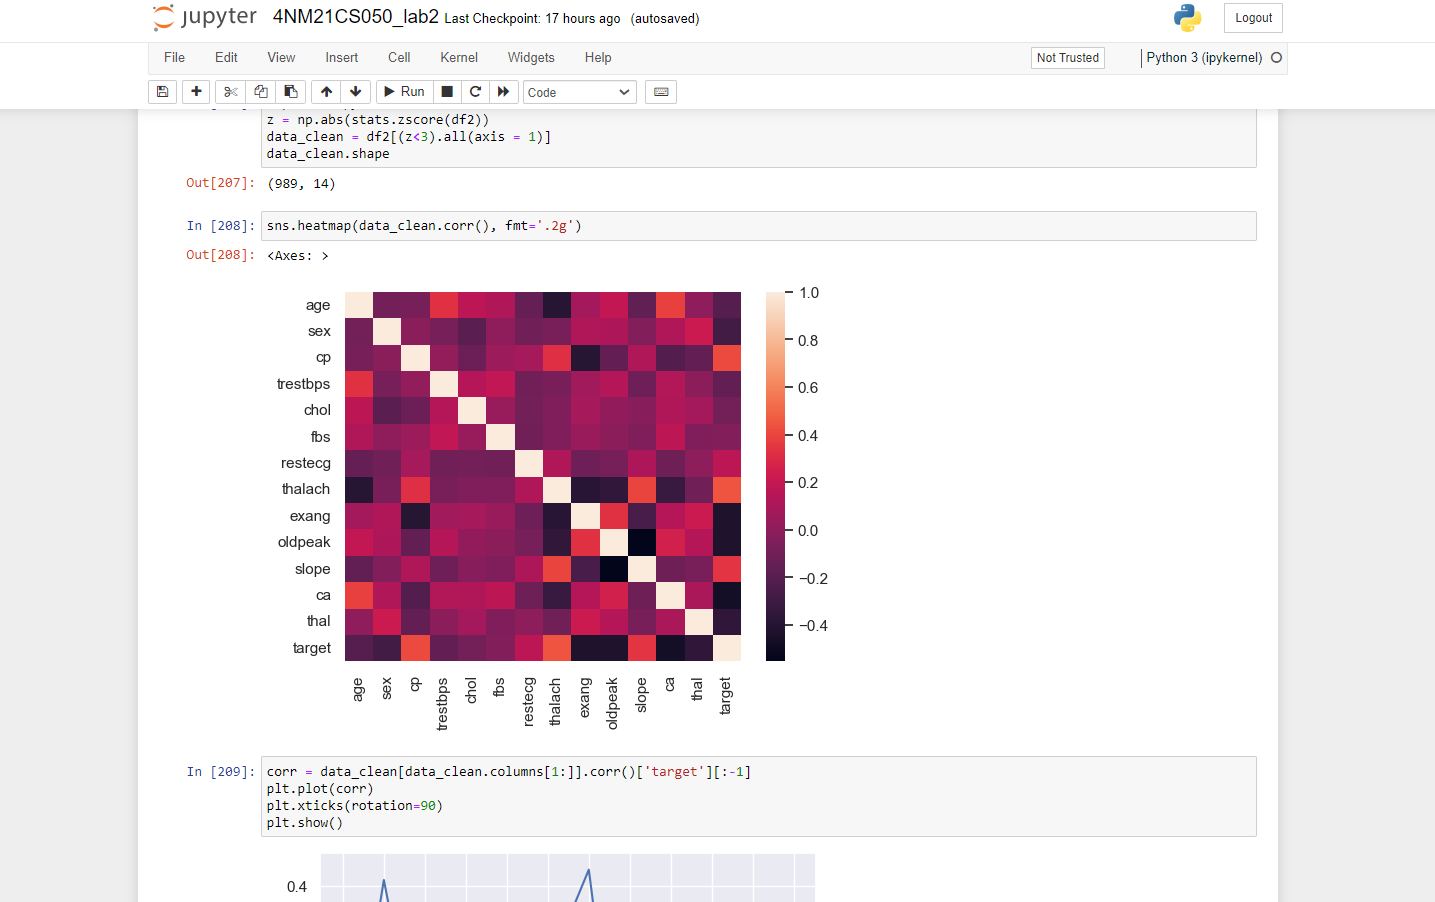 jupyter 4NM21CS050_lab2 Last Checkpoint: 17 hours ago (autosaved)
Logout
File Edit View Insert Cell Kernel Widgets Help
Not Trusted
Python 3 (ipykernel)
Run
Code
z = np.abs(stats.zscore(df2))
data_clean = df2[(z<3).all(axis = 1)]
data_clean.shape
Out[207]: (989, 14)
In [208]: sns.heatmap(data_clean.corr(), fmt='.2g')
Out[208]: <Axes: >
age
sex
cp
trestbps
chol
fbs
restecg
thalach
exang
oldpeak
slope
ca
thal
target
age
sex
cp
trestbps
chol
fbs
restecg
thalach
exang
oldpeak
slope
ca
thal
target
1.0
0.8
0.6
0.4
0.2
0.0
−0.2
−0.4
In [209]: corr = data_clean[data_clean.columns[1:]].corr()['target'][:-1]
plt.plot(corr)
plt.xticks(rotation=90)
plt.show()
0.4